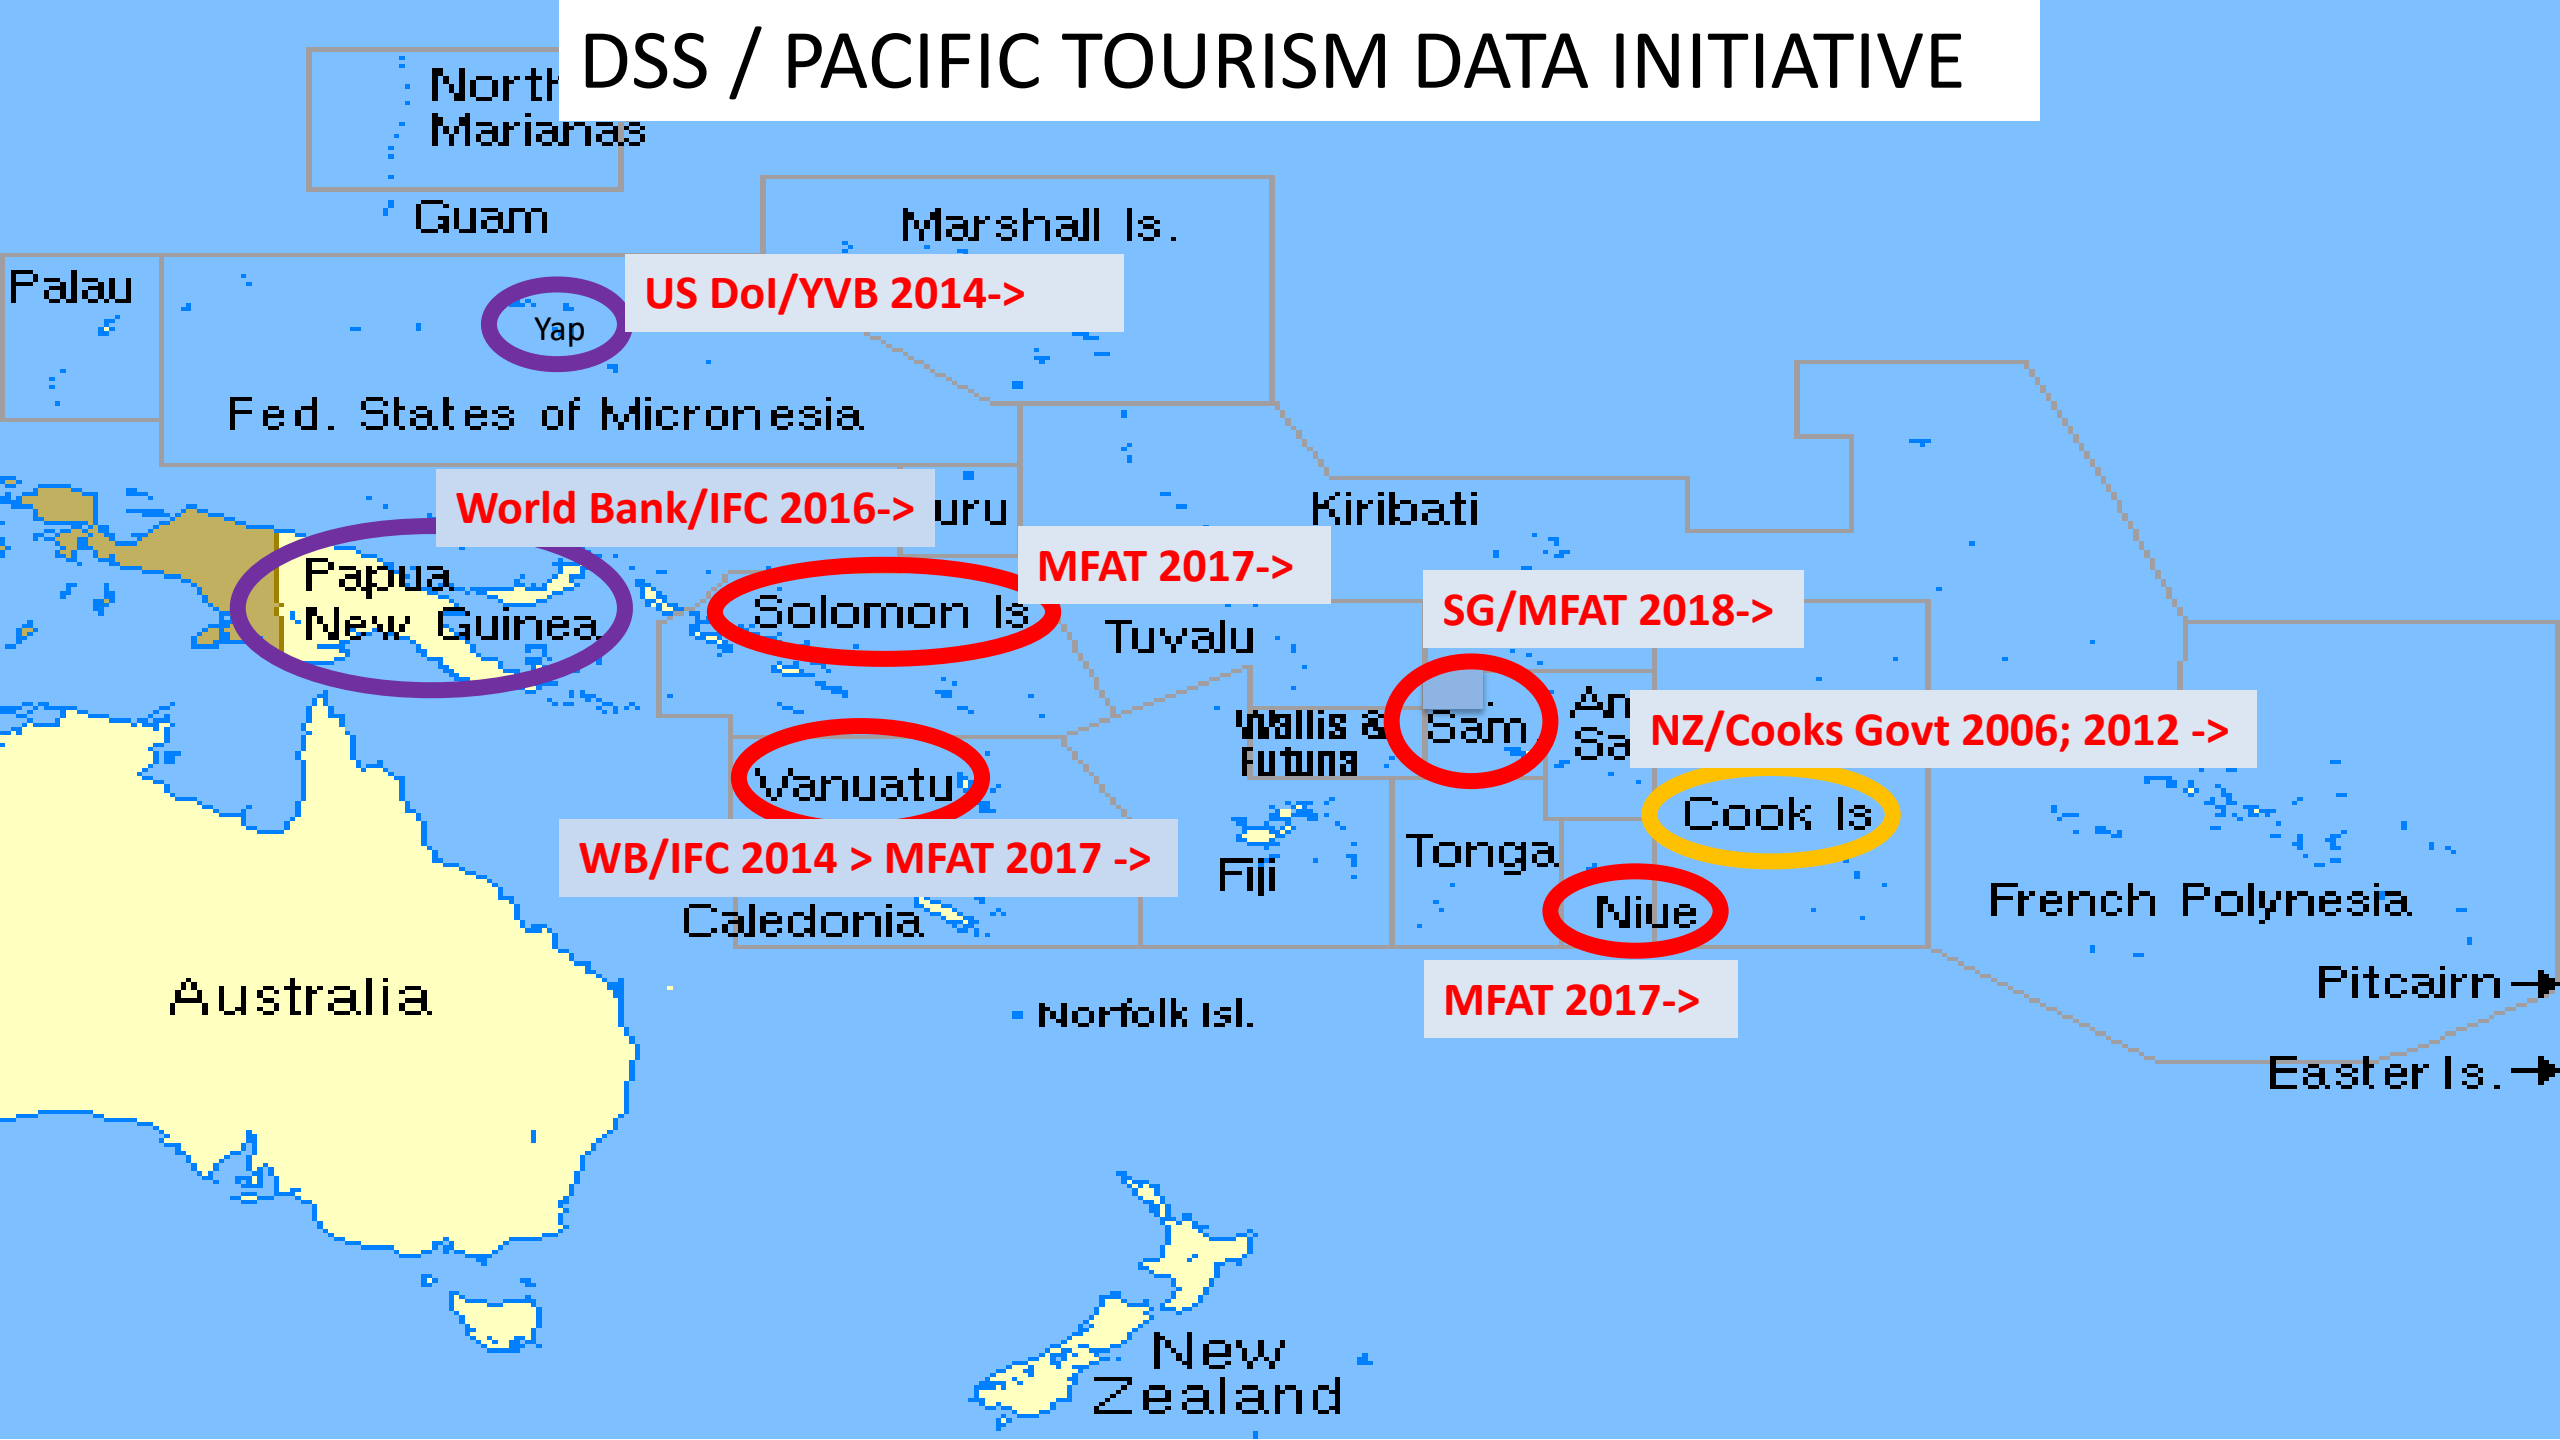 DSS / PACIFIC TOURISM DATA INITIATIVE
Marianas
Guam
Marshall Is.
Palau
US DoI/YVB 2014->
Yap
Fed. States of Micronesia
World Bank/IFC 2016->
Kiribati
MFAT 2017->
Papua
New Guinea
Solomon Is
SG/MFAT 2018->
Tuvalu
Wallis &
Futuna
Sam
NZ/Cooks Govt 2006; 2012 ->
Vanuatu
Cook Is
WB/IFC 2014 > MFAT 2017 ->
Tonga
Fiji
Niue
French Polynesia
Caledonia
Australia
MFAT 2017->
Pitcairn
Norfolk Isl.
Easter Is.
New
Zealand